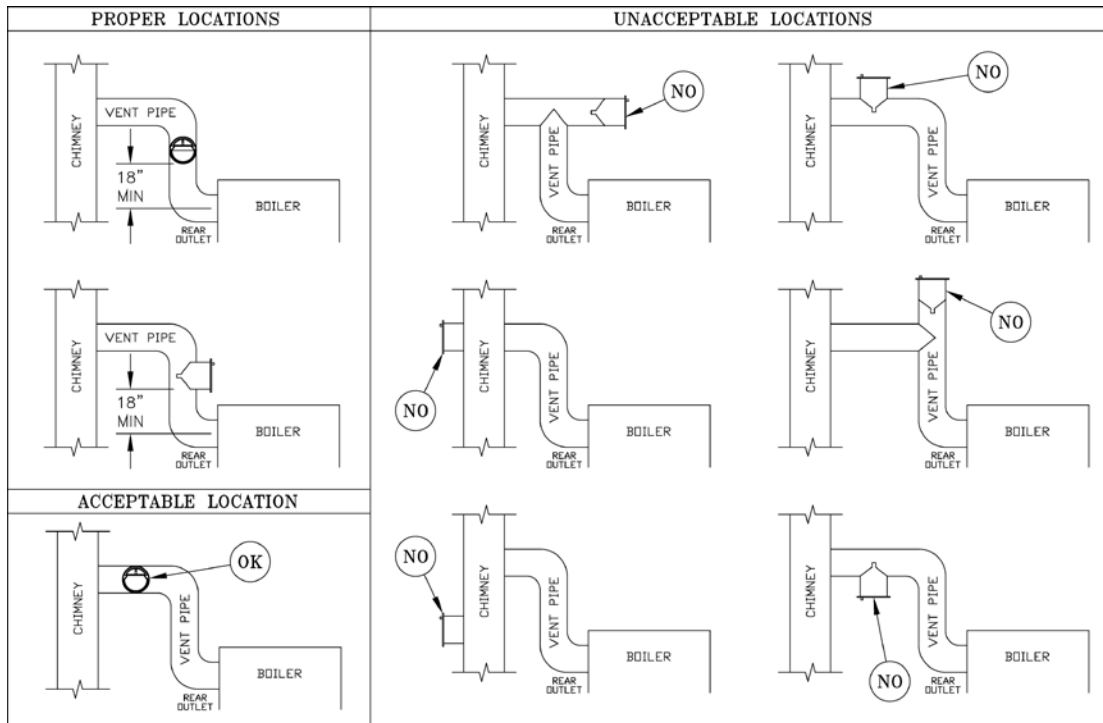 PROPER LOCATIONS
CHIMNEY
VENT PIPE
18"
MIN
BOILER
REAR
OUTLET
CHIMNEY
VENT PIPE
18"
MIN
BOILER
REAR
OUTLET
ACCEPTABLE LOCATION
OK
CHIMNEY
VENT PIPE
BOILER
REAR
OUTLET
UNACCEPTABLE LOCATIONS
NO
CHIMNEY
VENT PIPE
BOILER
REAR
OUTLET
NO
CHIMNEY
VENT PIPE
BOILER
REAR
OUTLET
NO
CHIMNEY
VENT PIPE
BOILER
REAR
OUTLET
NO
CHIMNEY
VENT PIPE
BOILER
REAR
OUTLET
NO
CHIMNEY
VENT PIPE
BOILER
REAR
OUTLET
NO
CHIMNEY
VENT PIPE
BOILER
REAR
OUTLET